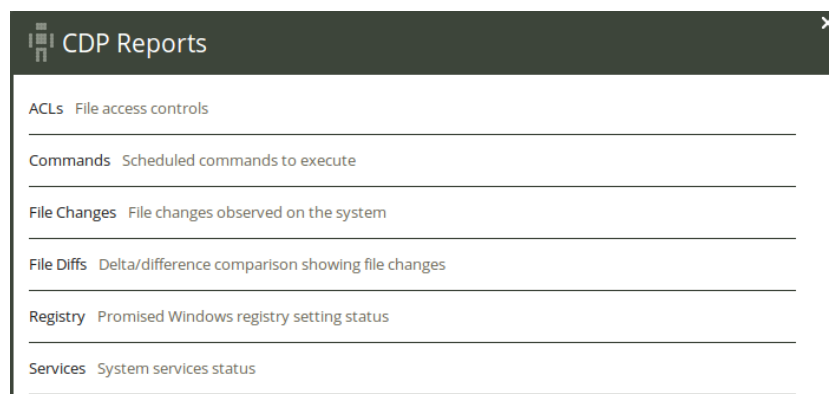 CDP Reports
ACLs File access controls
Commands Scheduled commands to execute
File Changes File changes observed on the system
File Diffs Delta/difference comparison showing file changes
Registry Promised Windows registry setting status
Services System services status